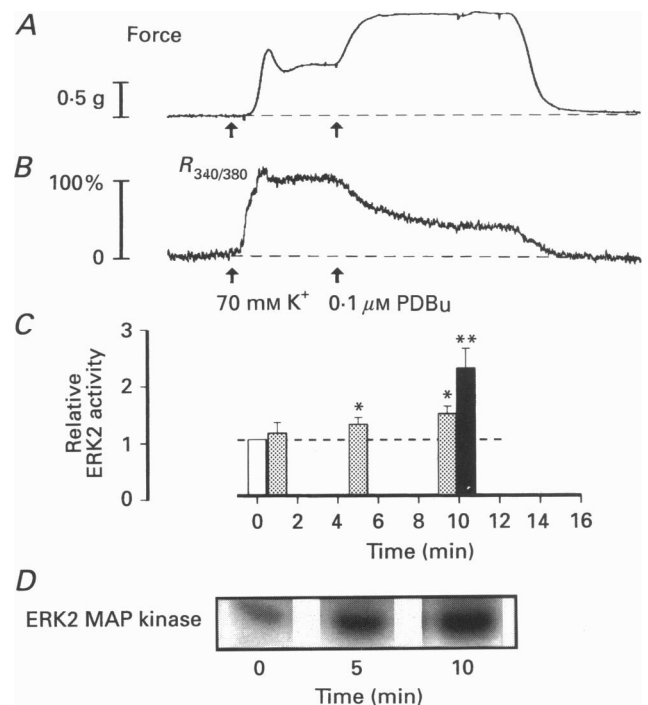 A
Force
0·5 g
B
R340/380
100%
0
70 mM K+ 0·1 μM PDBu
C
Relative
ERK2 activity
3
2
1
0
* * **
0 2 4 6 8 10 12 14 16
Time (min)
D
ERK2 MAP kinase
0 5 10
Time (min)